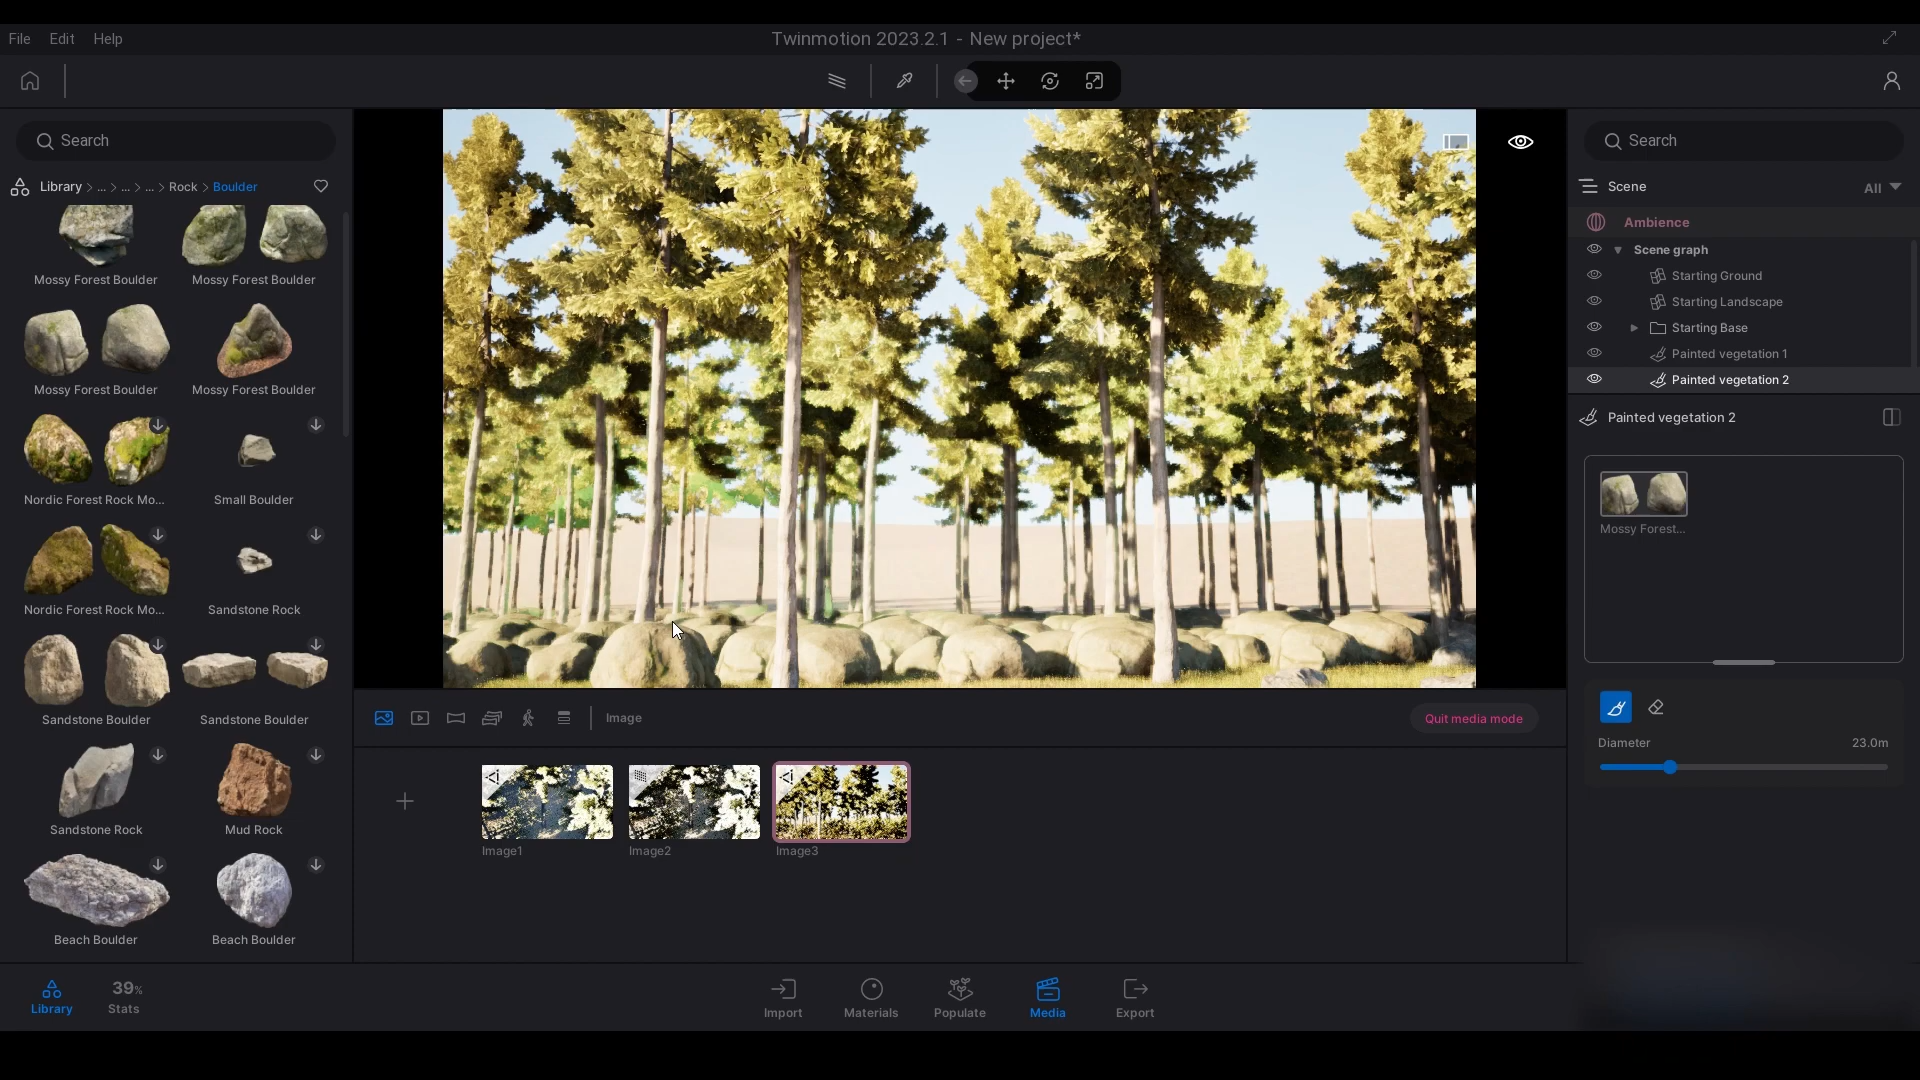 File Edit Help
Twinmotion 2023.2.1 - New project*
Search
Library > ... > ... > ... > Rock > Boulder
Mossy Forest Boulder
Mossy Forest Boulder
Mossy Forest Boulder
Mossy Forest Boulder
Nordic Forest Rock Mo...
Small Boulder
Nordic Forest Rock Mo...
Sandstone Rock
Sandstone Boulder
Sandstone Boulder
Sandstone Rock
Mud Rock
Beach Boulder
Beach Boulder
Image
Quit media mode
Image1
Image2
Image3
Search
Scene
All
Ambience
Scene graph
Starting Ground
Starting Landscape
Starting Base
Painted vegetation 1
Painted vegetation 2
Painted vegetation 2
Mossy Forest...
Diameter
23.0m
Library
39%
Stats
Import
Materials
Populate
Media
Export